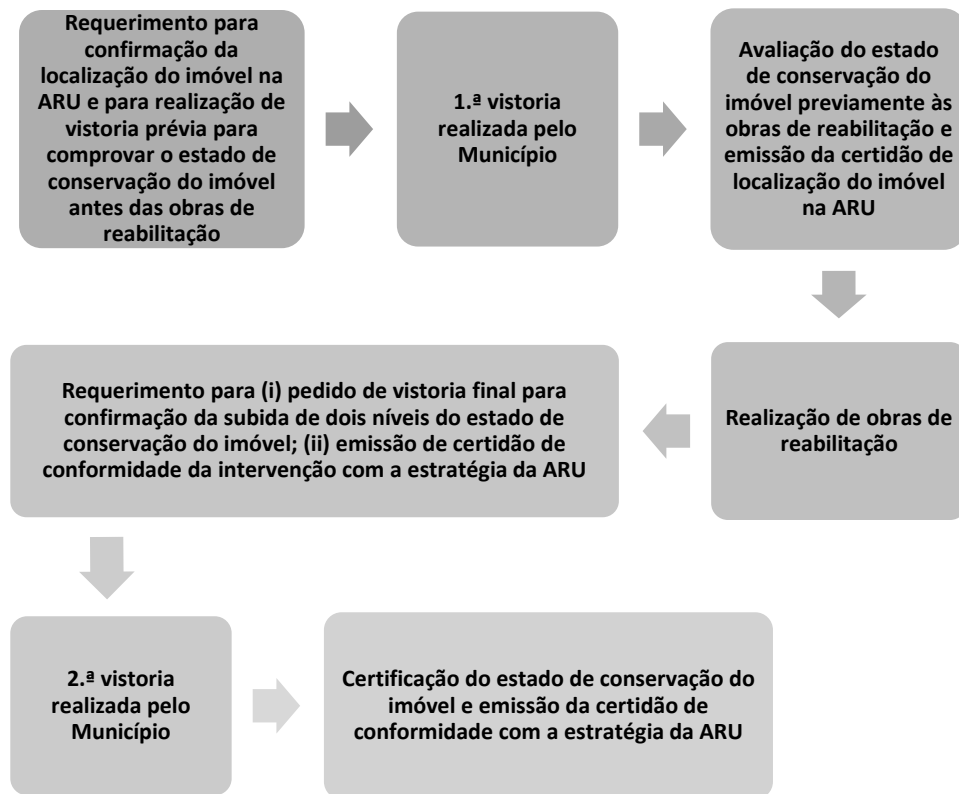 Requerimento para
confirmação da
localização do imóvel na
ARU e para realização de
vistoria prévia para
comprovar o estado de
conservação do imóvel
antes das obras de
reabilitação
1.ª vistoria
realizada pelo
Município
Avaliação do estado
de conservação do
imóvel previamente às
obras de reabilitação e
emissão da certidão de
localização do imóvel
na ARU
Realização de obras de
reabilitação
Requerimento para (i) pedido de vistoria final para
confirmação da subida de dois níveis do estado de
conservação do imóvel; (ii) emissão de certidão de
conformidade da intervenção com a estratégia da ARU
2.ª vistoria
realizada pelo
Município
Certificação do estado de conservação do
imóvel e emissão da certidão de
conformidade com a estratégia da ARU